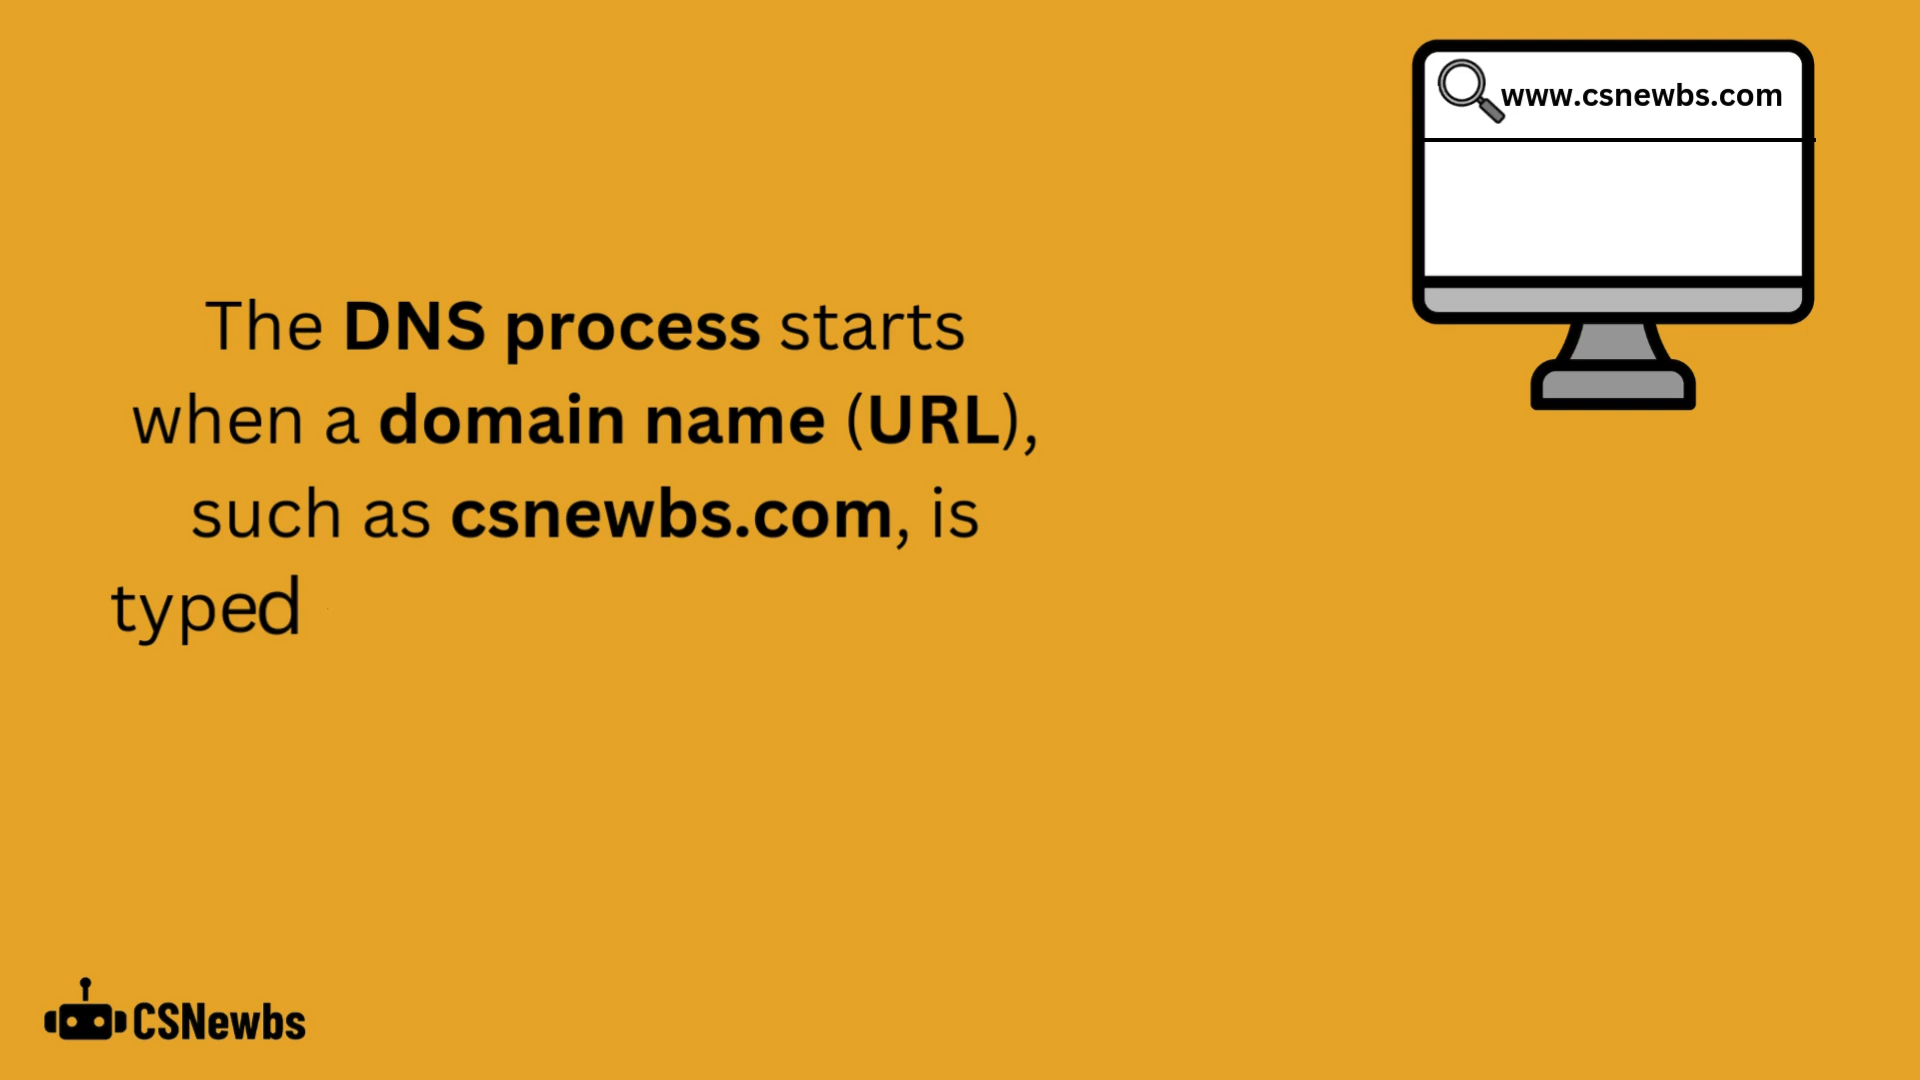 www.csnewbs.com
The DNS process starts
when a domain name (URL),
such as csnewbs.com, is
typed
CSNewbs